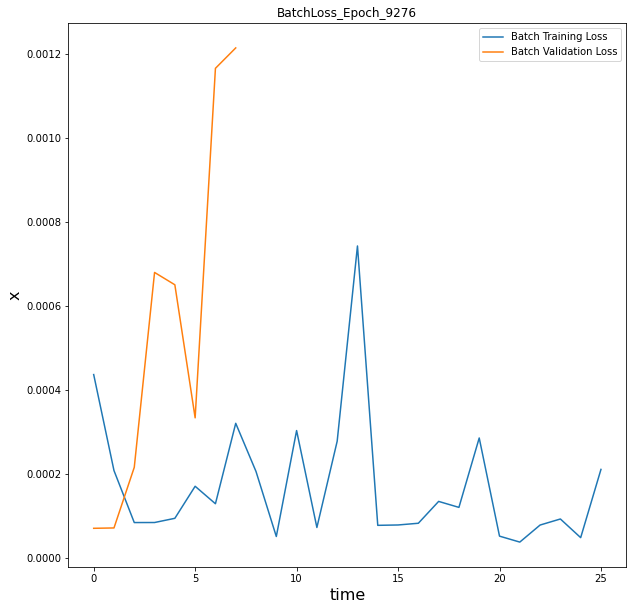 BatchLoss_Epoch_9276
Batch Training Loss
Batch Validation Loss
0.0012
0.0010
0.0008
0.0006
0.0004
0.0002
0.0000
x
0 5 10 15 20 25
time